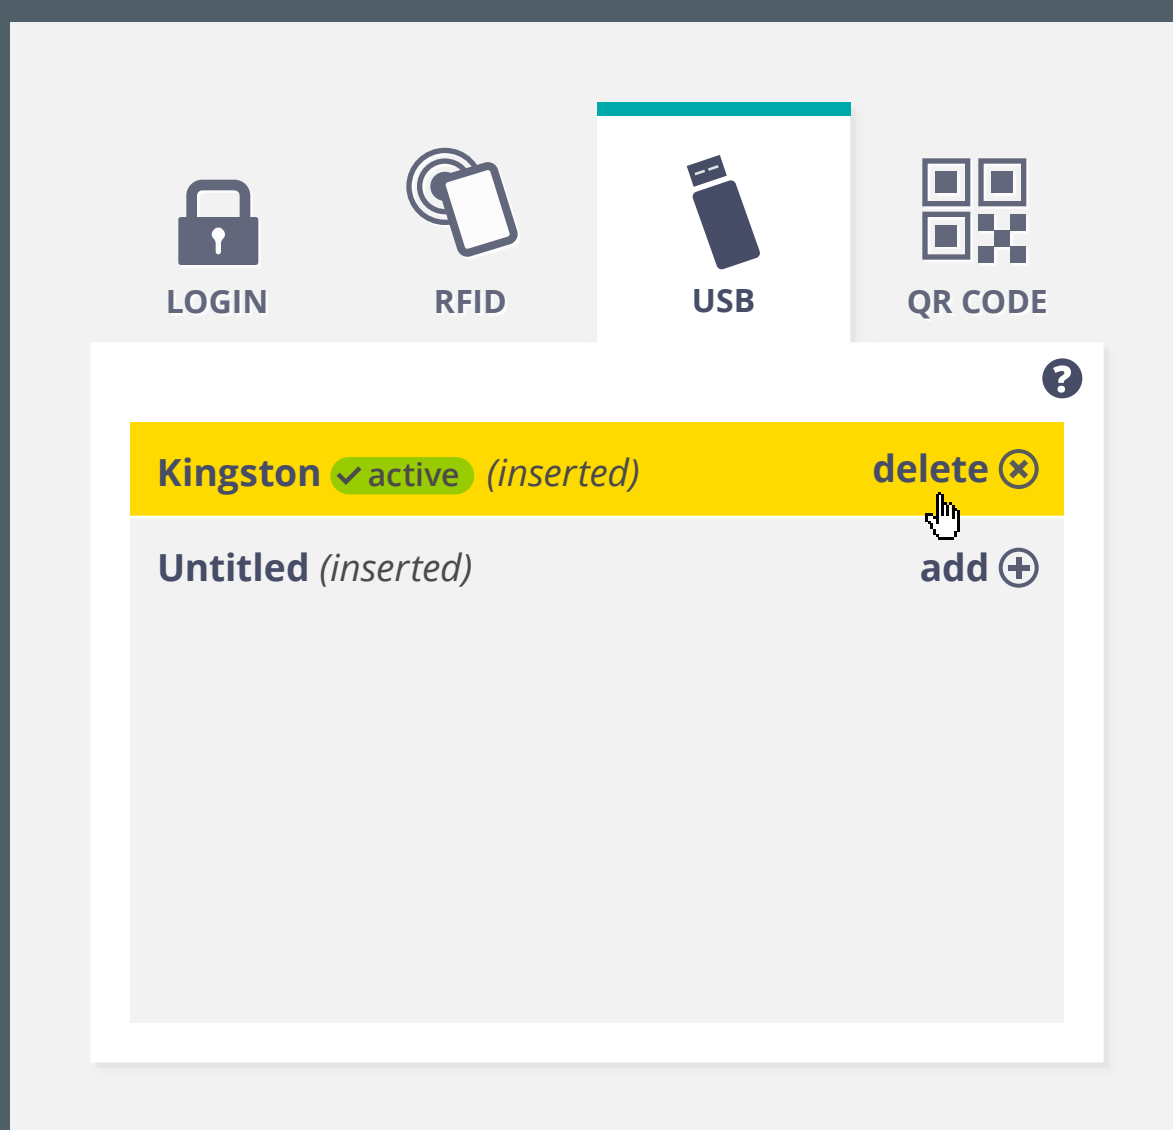 LOGIN RFID USB QR CODE
?
Kingston active (inserted) delete
Untitled (inserted) add